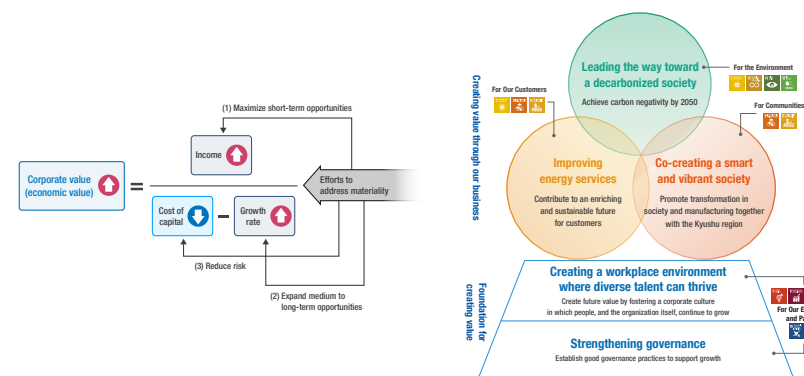 (1) Maximize short-term opportunities
Income
Corporate value
(economic value)
=
Efforts to
address materiality
Cost of
capital
–
Growth
rate
(3) Reduce risk
(2) Expand medium to
long-term opportunities
Creating value through our business
Leading the way toward
a decarbonized society
Achieve carbon negativity by 2050
For the Environment
For Our Customers
For Communities
Improving
energy services
Contribute to an enriching
and sustainable future
for customers
Co-creating a smart
and vibrant society
Promote transformation in
society and manufacturing together
with the Kyushu region
Foundation for
creating value
Creating a workplace environment
where diverse talent can thrive
Create future value by fostering a corporate culture
in which people, and the organization itself, continue to grow
For Our E
and Pa
Strengthening governance
Establish good governance practices to support growth